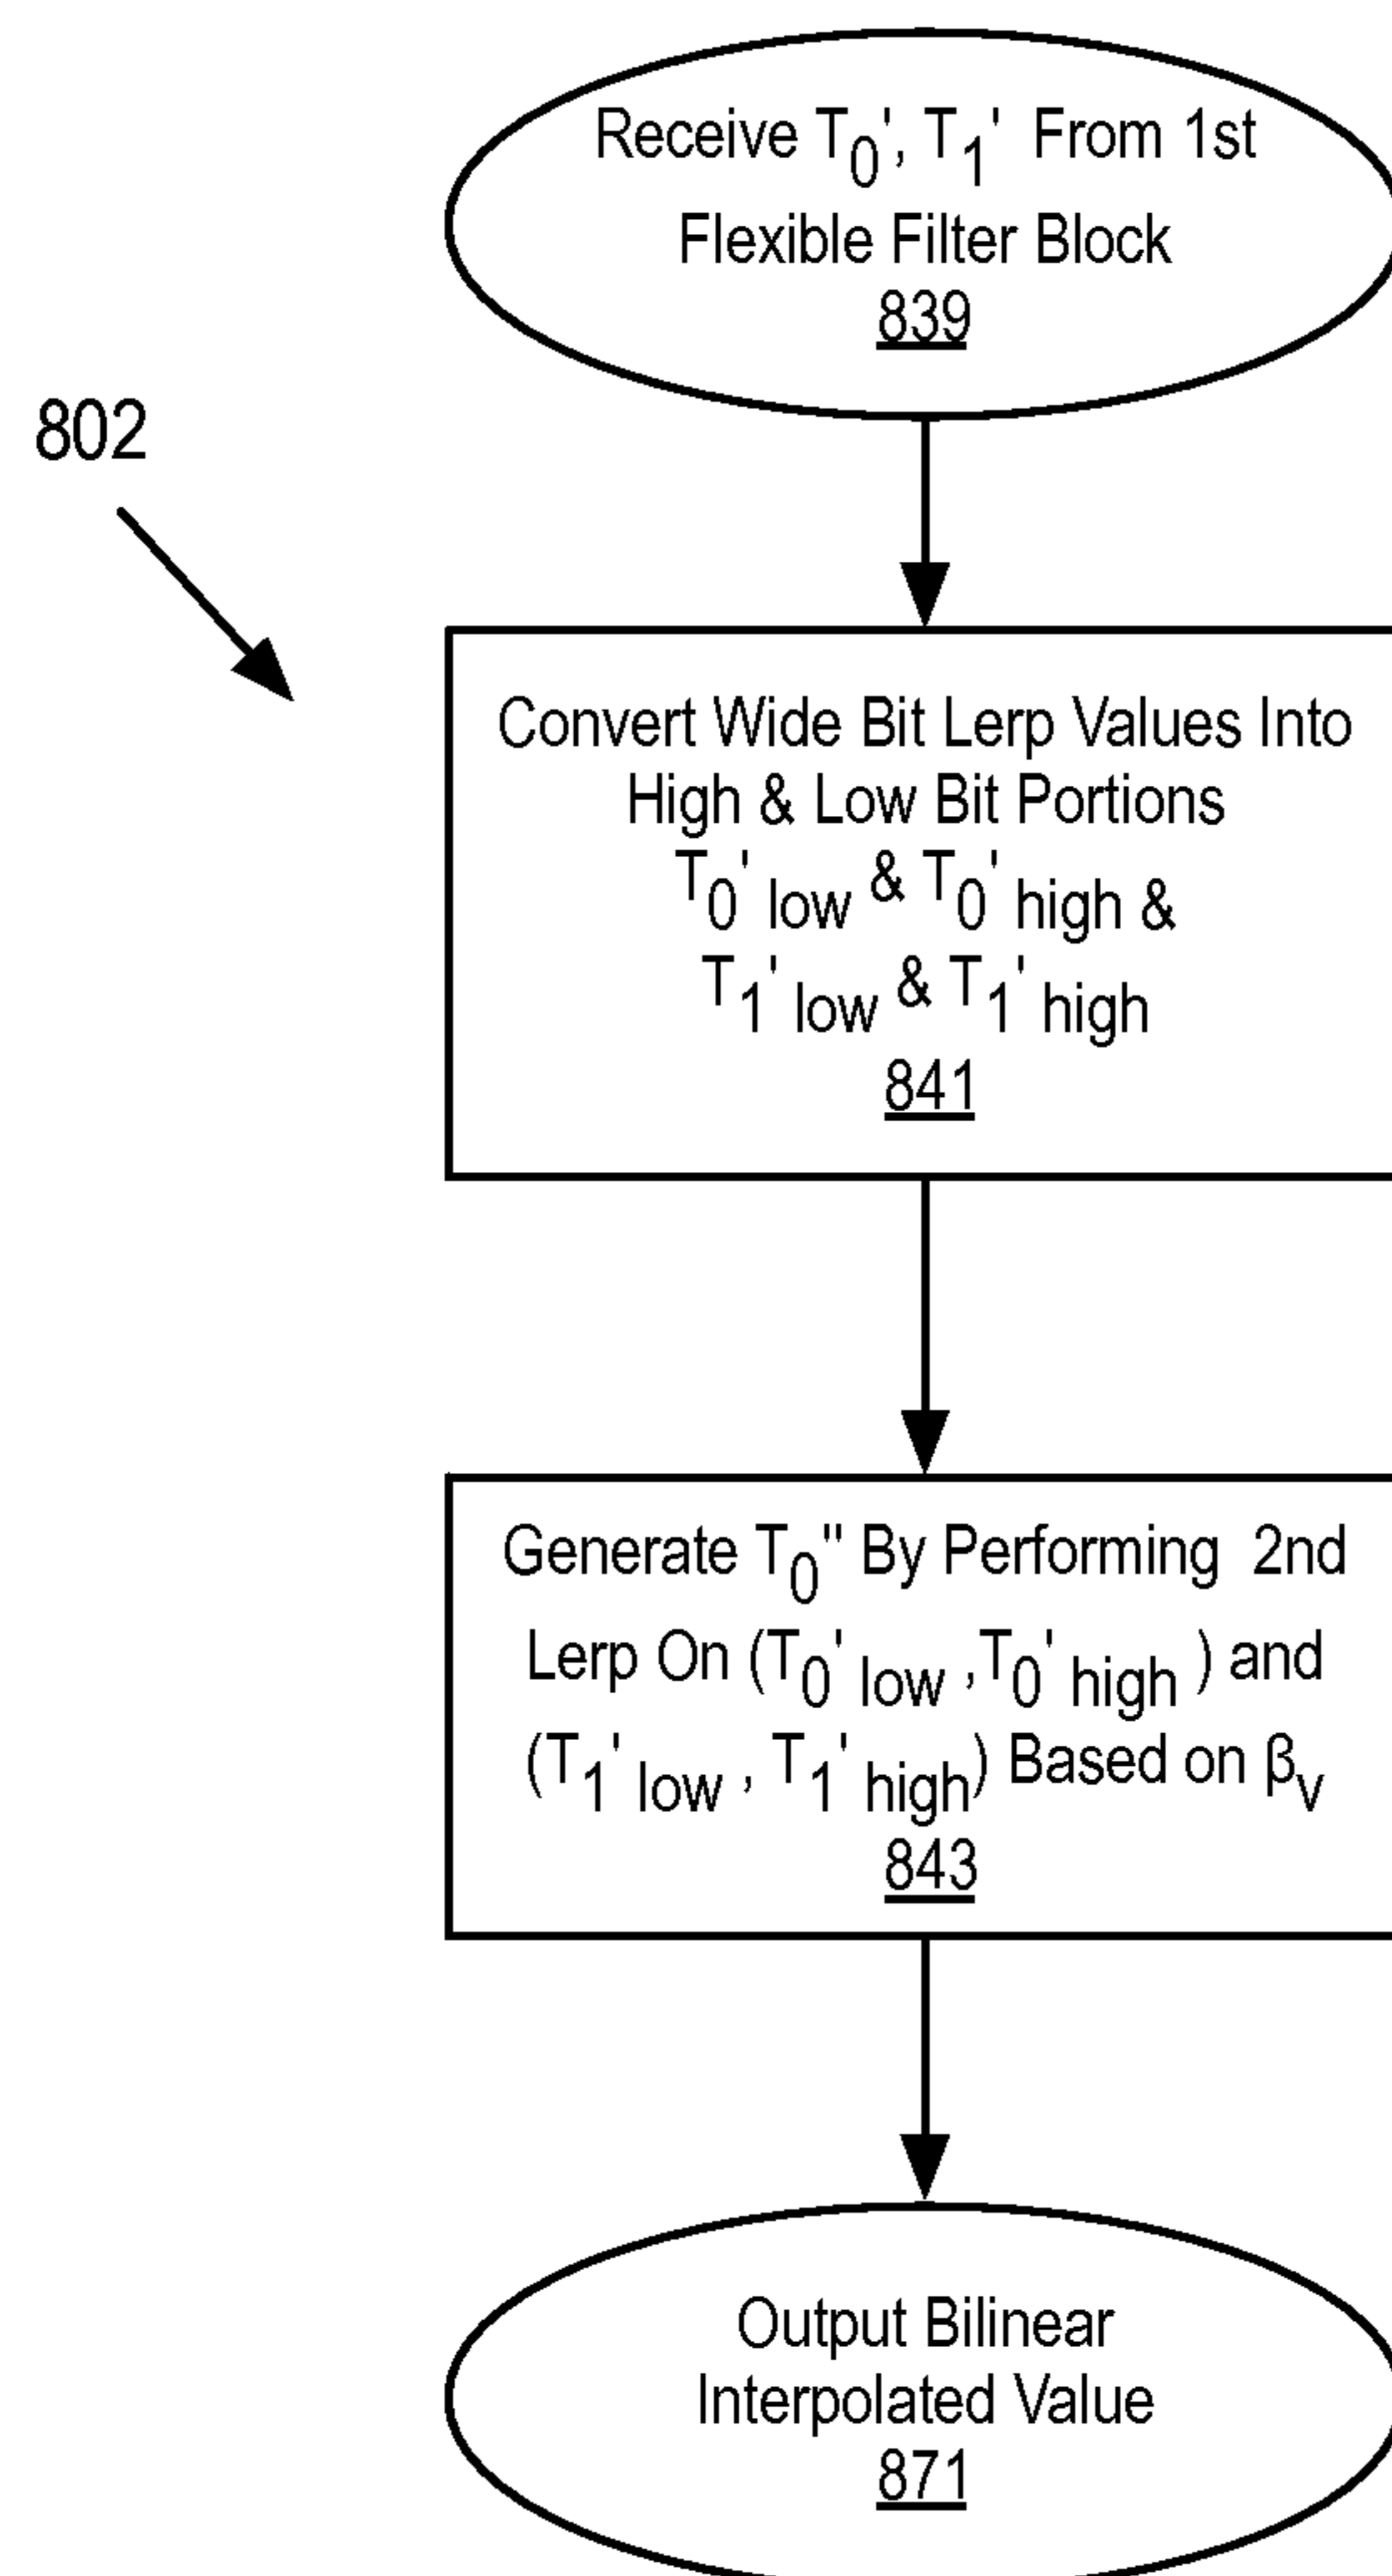 Receive T₀', T₁' From 1st
Flexible Filter Block
839
802
Convert Wide Bit Lerp Values Into
High & Low Bit Portions
T₀' low & T₀' high &
T₁' low & T₁' high
841
Generate T₀" By Performing 2nd
Lerp On (T₀' low ,T₀' high ) and
(T₁' low , T₁' high) Based on βᵥ
843
Output Bilinear
Interpolated Value
871